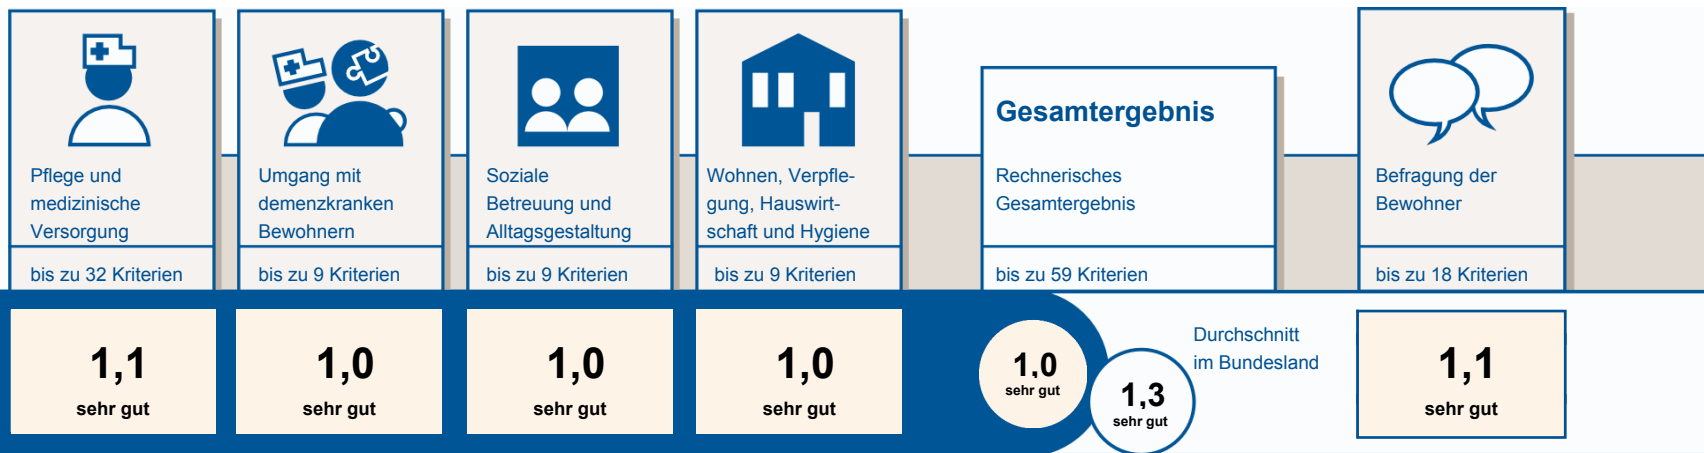 Pflege und
medizinische
Versorgung
bis zu 32 Kriterien
1,1
sehr gut
Umgang mit
demenzkranken
Bewohnern
bis zu 9 Kriterien
1,0
sehr gut
Soziale
Betreuung und
Alltagsgestaltung
bis zu 9 Kriterien
1,0
sehr gut
Wohnen, Verpfle-
gung, Hauswirt-
schaft und Hygiene
bis zu 9 Kriterien
1,0
sehr gut
Gesamtergebnis
Rechnerisches
Gesamtergebnis
bis zu 59 Kriterien
1,0
sehr gut
1,3
sehr gut
Durchschnitt
im Bundesland
Befragung der
Bewohner
bis zu 18 Kriterien
1,1
sehr gut